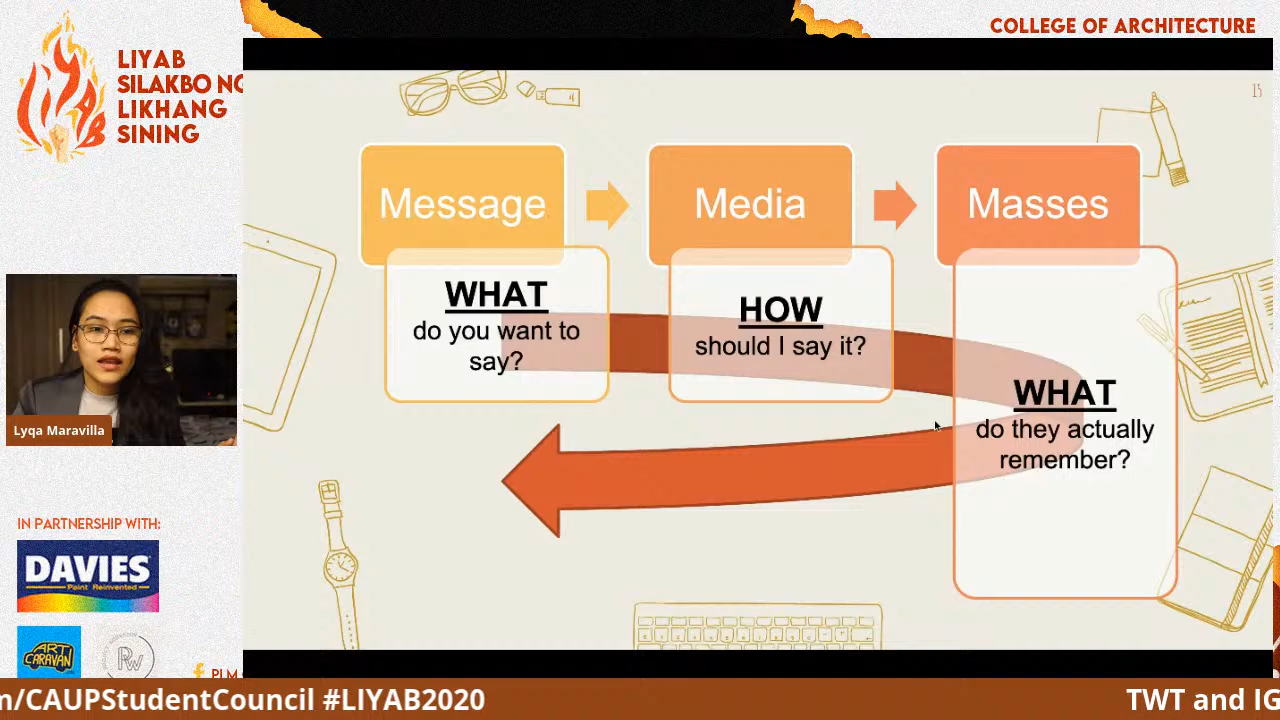 COLLEGE OF ARCHITECTURE
LIYAB
SILAKBO NG
LIKHANG
SINING
15
Message
Media
Masses
WHAT
do you want to
say?
HOW
should I say it?
WHAT
do they actually
remember?
Lyqa Maravilla
IN PARTNERSHIP WITH:
DAVIES
Paint Reinvented
ART
CARAVAN
RW
PLM
m/CAUPStudentCouncil #LIYAB2020
TWT and IG